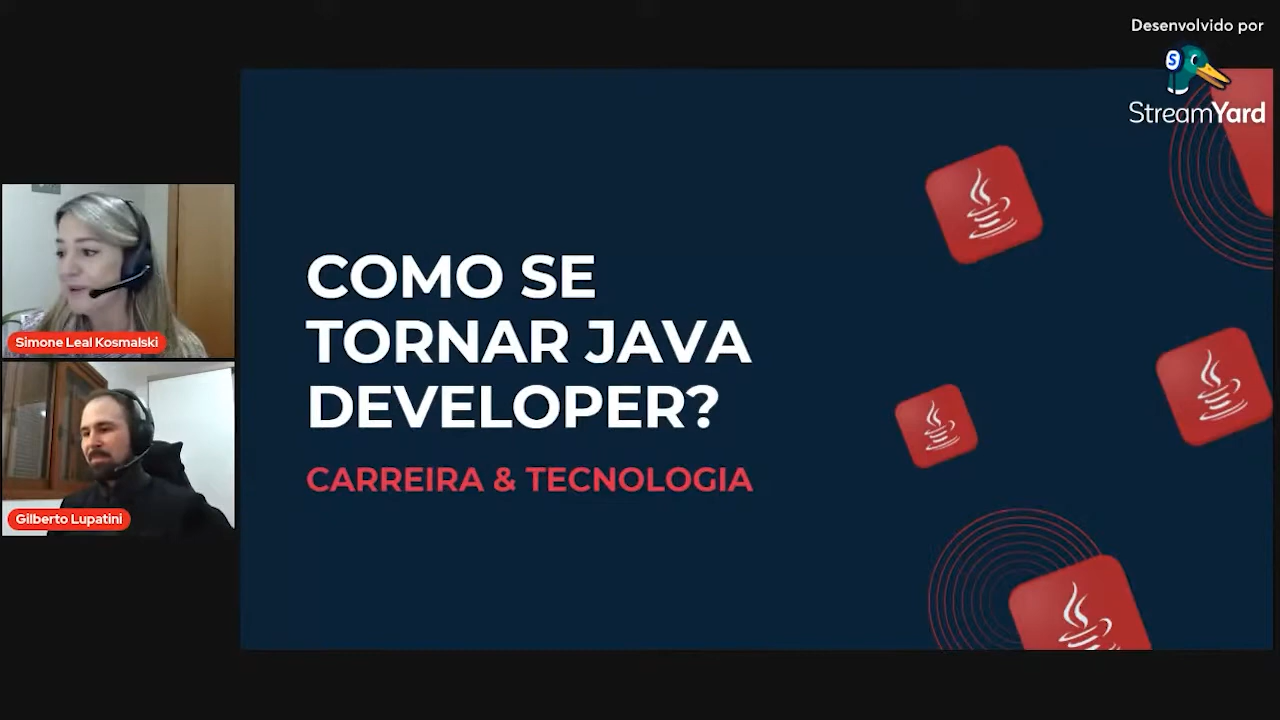 Desenvolvido por
StreamYard
COMO SE
TORNAR JAVA
DEVELOPER?
CARREIRA & TECNOLOGIA
Simone Leal Kosmalski
Gilberto Lupatini